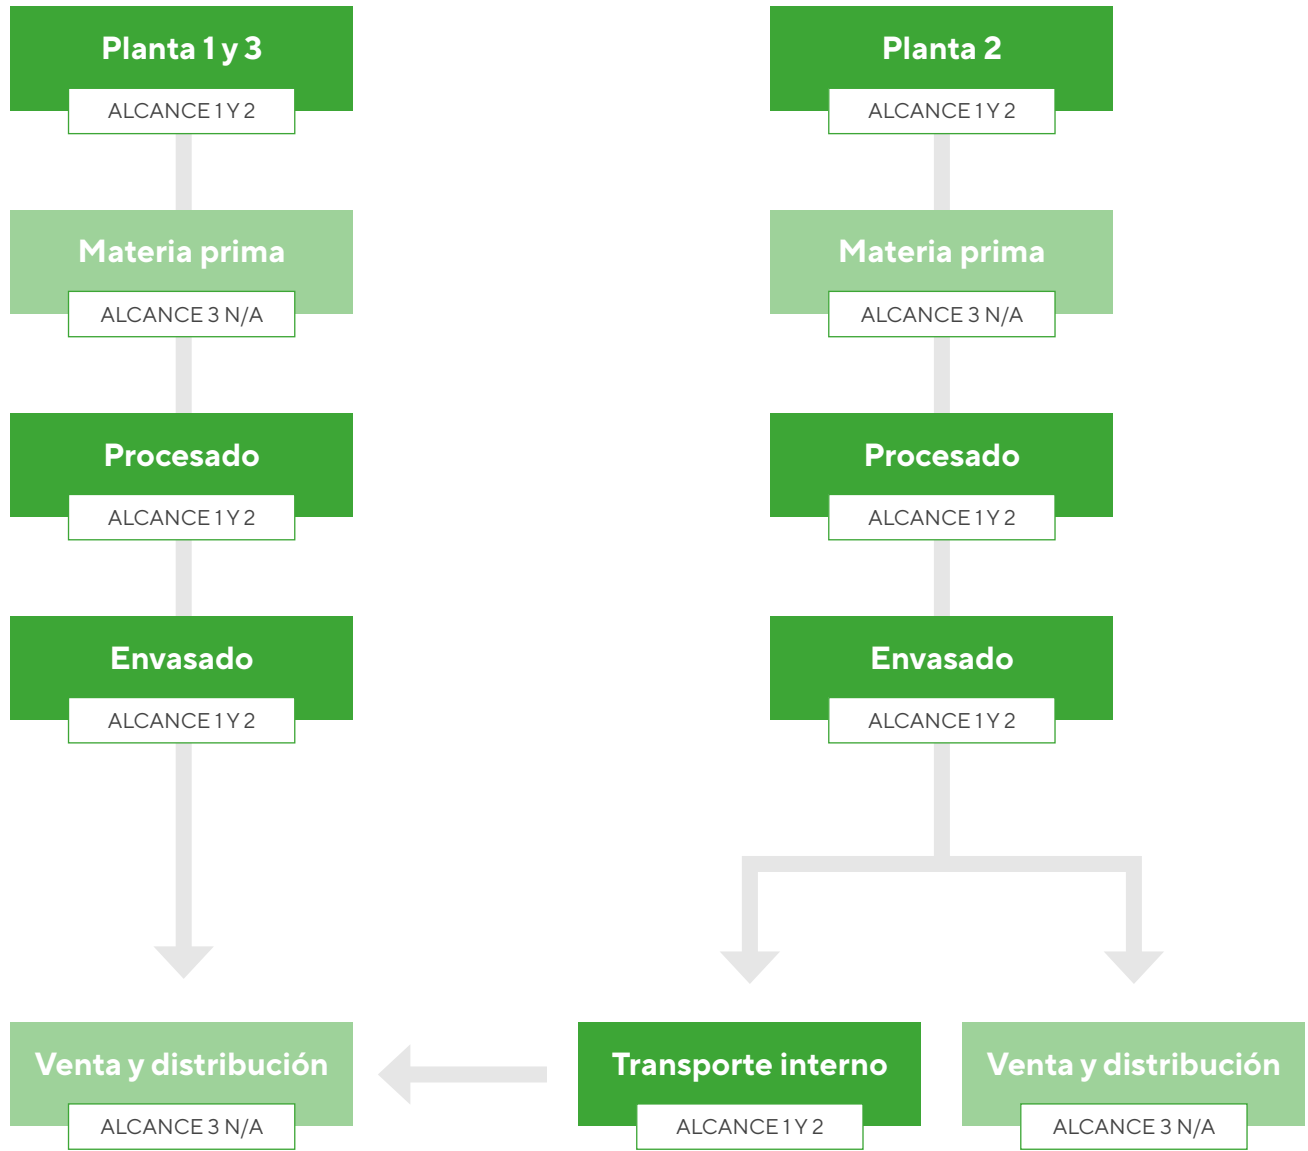 Planta 1 y 3
ALCANCE 1 Y 2
Materia prima
ALCANCE 3 N/A
Procesado
ALCANCE 1 Y 2
Envasado
ALCANCE 1 Y 2
Venta y distribución
ALCANCE 3 N/A
Planta 2
ALCANCE 1 Y 2
Materia prima
ALCANCE 3 N/A
Procesado
ALCANCE 1 Y 2
Envasado
ALCANCE 1 Y 2
Transporte interno
ALCANCE 1 Y 2
Venta y distribución
ALCANCE 3 N/A